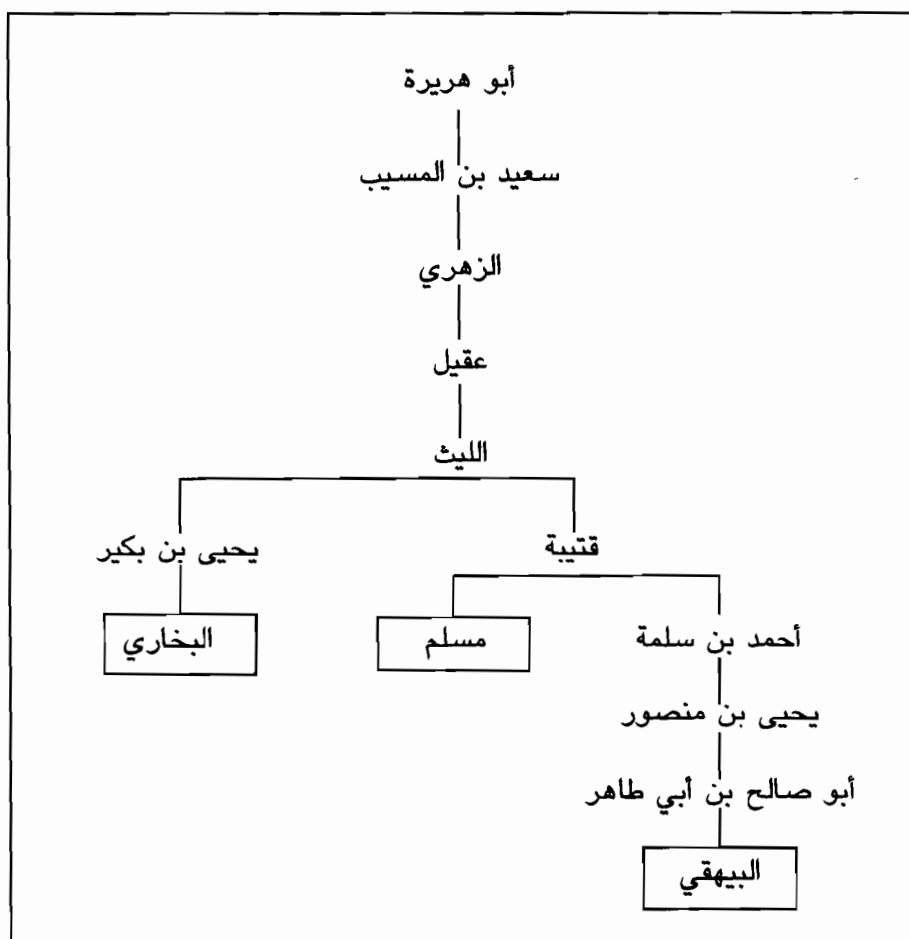 أبو هريرة
سعيد بن المسيب
الزهري
عقيل
الليث
قتيبة
يحيى بن بكير
أحمد بن سلمة
مسلم
البخاري
يحيى بن منصور
أبو صالح بن أبي طاهر
البيهقي